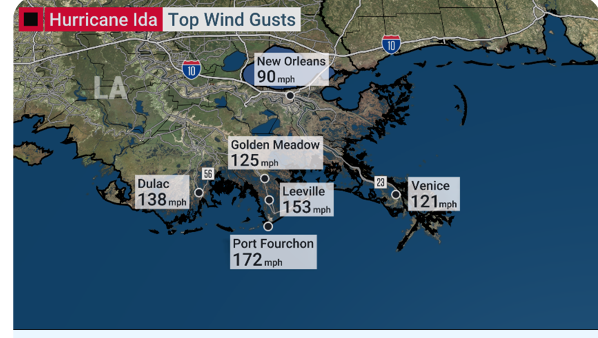 Hurricane Ida Top Wind Gusts
10
10
LA
New Orleans
90 mph
Golden Meadow
125 mph
56
Dulac
138 mph
Leeville
153 mph
23
Venice
121 mph
Port Fourchon
172 mph